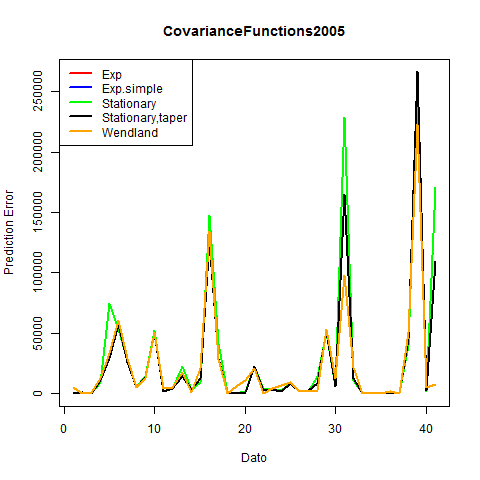 CovarianceFunctions2005
Exp
Exp.simple
Stationary
Stationary,taper
Wendland
Prediction Error
250000
200000
150000
100000
50000
0
0
10
20
30
40
Dato